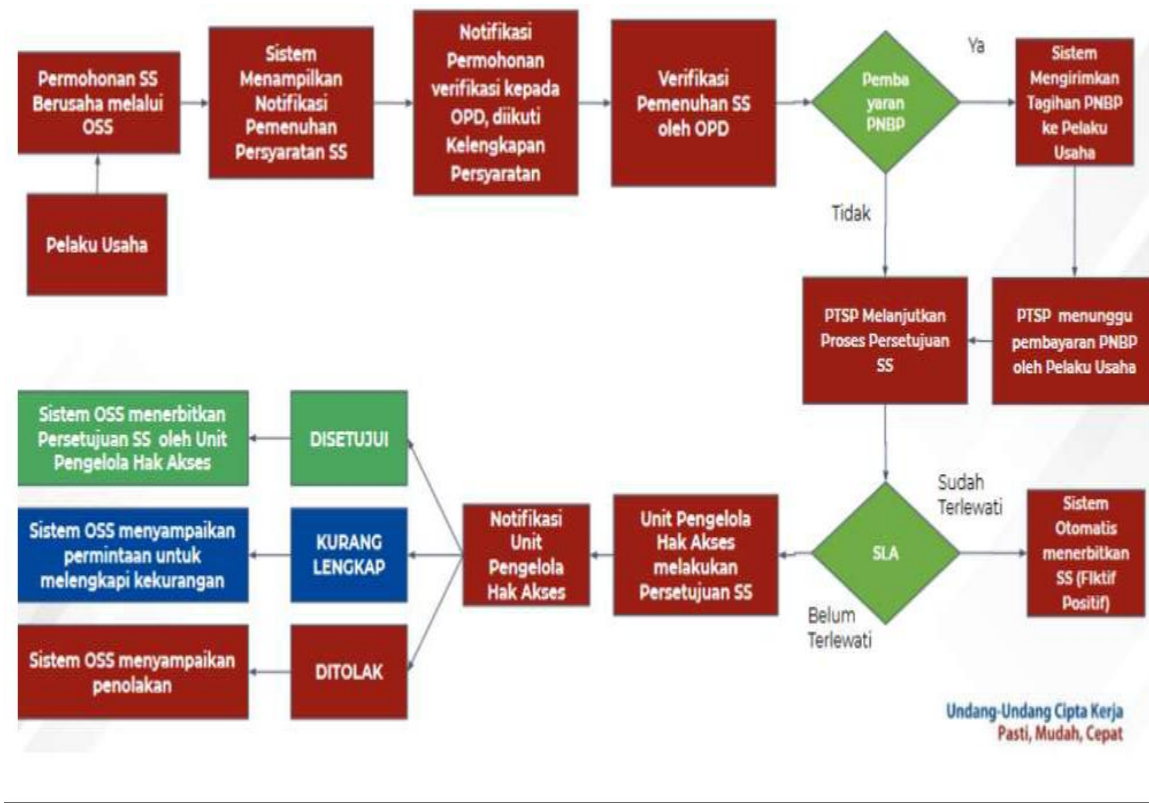 Permohonan SS
Berusaha melalui
OSS
Sistem
Menampilkan
Notifikasi
Pemenuhan
Persyaratan SS
Notifikasi
Permohonan
verifikasi kepada
OPD, diikuti
Kelengkapan
Persyaratan
Verifikasi
Pemenuhan SS
oleh OPD
Pemba
yaran
PNBP
Ya
Sistem
Mengirimkan
Tagihan PNBP
ke Pelaku
Usaha
Pelaku Usaha
Tidak
PTSP Melanjutkan
Proses Persetujuan
SS
PTSP menunggu
pembayaran PNBP
oleh Pelaku Usaha
Sistem OSS menerbitkan
Persetujuan SS oleh Unit
Pengelola Hak Akses
DISETUJUI
Sistem OSS menyampaikan
permintaan untuk
melengkapi kekurangan
KURANG
LENGKAP
Notifikasi
Unit
Pengelola
Hak Akses
Unit Pengelola
Hak Akses
melakukan
Persetujuan SS
SLA
Sudah
Terlewati
Sistem
Otomatis
menerbitkan
SS (FIktif
Positif)
Belum
Terlewati
Sistem OSS menyampaikan
penolakan
DITOLAK
Undang-Undang Cipta Kerja
Pasti, Mudah, Cepat